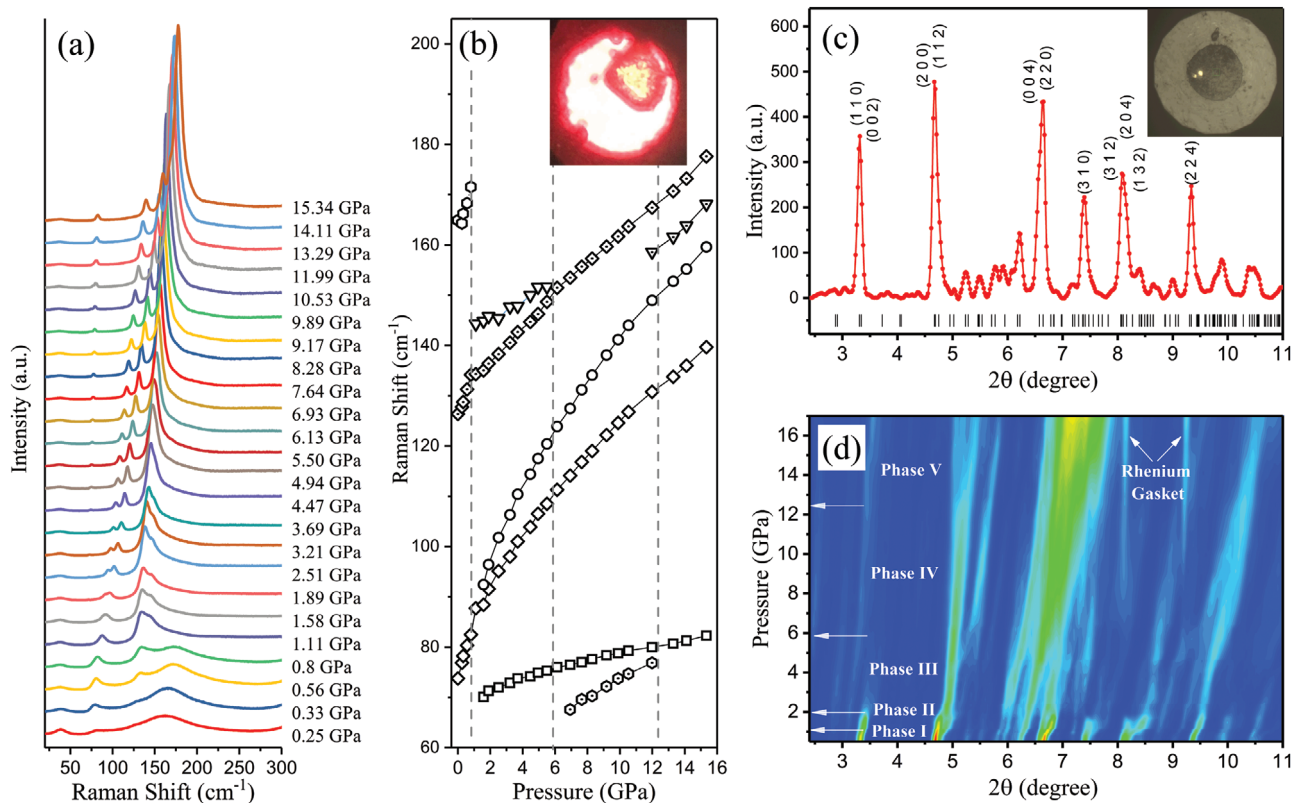 (a)
15.34 GPa
14.11 GPa
13.29 GPa
11.99 GPa
10.53 GPa
9.89 GPa
9.17 GPa
8.28 GPa
7.64 GPa
6.93 GPa
6.13 GPa
5.50 GPa
4.94 GPa
4.47 GPa
3.69 GPa
3.21 GPa
2.51 GPa
1.89 GPa
1.58 GPa
1.11 GPa
0.8 GPa
0.56 GPa
0.33 GPa
0.25 GPa
Intensity (a.u.)
50 100 150 200 250 300
Raman Shift (cm-1)
(b)
200
180
160
140
120
100
80
60
Raman Shift (cm-1)
0 2 4 6 8 10 12 14 16
Pressure (GPa)
(c)
600
500
400
300
200
100
0
Intensity (a.u.)
(1 1 0)
(0 0 2)
(2 0 0)
(1 1 2)
(0 0 4)
(2 2 0)
(3 1 0)
(3 1 2)
(2 0 4)
(1 3 2)
(2 2 4)
3 4 5 6 7 8 9 10 11
2θ (degree)
(d)
16
14
12
10
8
6
4
2
Pressure (GPa)
Phase V
Rhenium
Gasket
Phase IV
Phase III
Phase II
Phase I
3 4 5 6 7 8 9 10 11
2θ (degree)